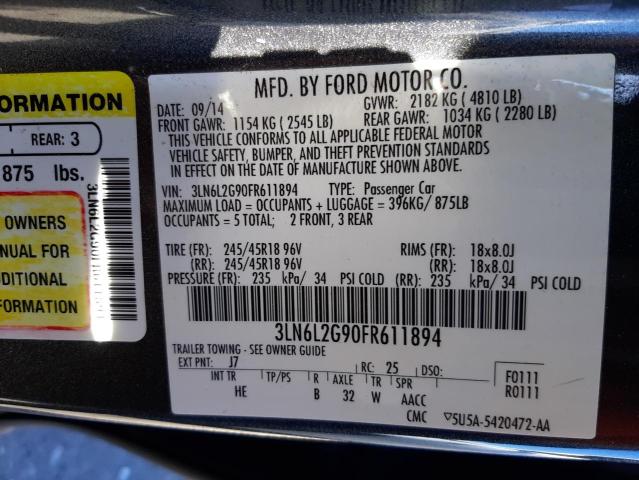 ORMATION
REAR: 3
875 lbs.
OWNERS
NUAL FOR
DITIONAL
FORMATION
MFD. BY FORD MOTOR CO.
DATE: 09/14 GVWR: 2182 KG ( 4810 LB)
FRONT GAWR: 1154 KG ( 2545 LB) REAR GAWR: 1034 KG ( 2280 LB)
THIS VEHICLE CONFORMS TO ALL APPLICABLE FEDERAL MOTOR
VEHICLE SAFETY, BUMPER, AND THEFT PREVENTION STANDARDS
IN EFFECT ON THE DATE OF MANUFACTURE SHOWN ABOVE.
VIN: 3LN6L2G90FR611894 TYPE: Passenger Car
MAXIMUM LOAD = OCCUPANTS + LUGGAGE = 396KG/ 875LB
OCCUPANTS = 5 TOTAL; 2 FRONT, 3 REAR
TIRE (FR): 245/45R18 96V RIMS (FR): 18x8.0J
(RR): 245/45R18 96V (RR): 18x8.0J
PRESSURE (FR): 235 kPa/ 34 PSI COLD (RR): 235 kPa/ 34 PSI COLD
3LN6L2G90FR611894
TRAILER TOWING - SEE OWNER GUIDE
EXT PNT: J7 RC: 25 DSO:
INT TR TP/PS R AXLE TR SPR F0111
HE B 32 W AACC R0111
CMC ▽5U5A-5420472-AA